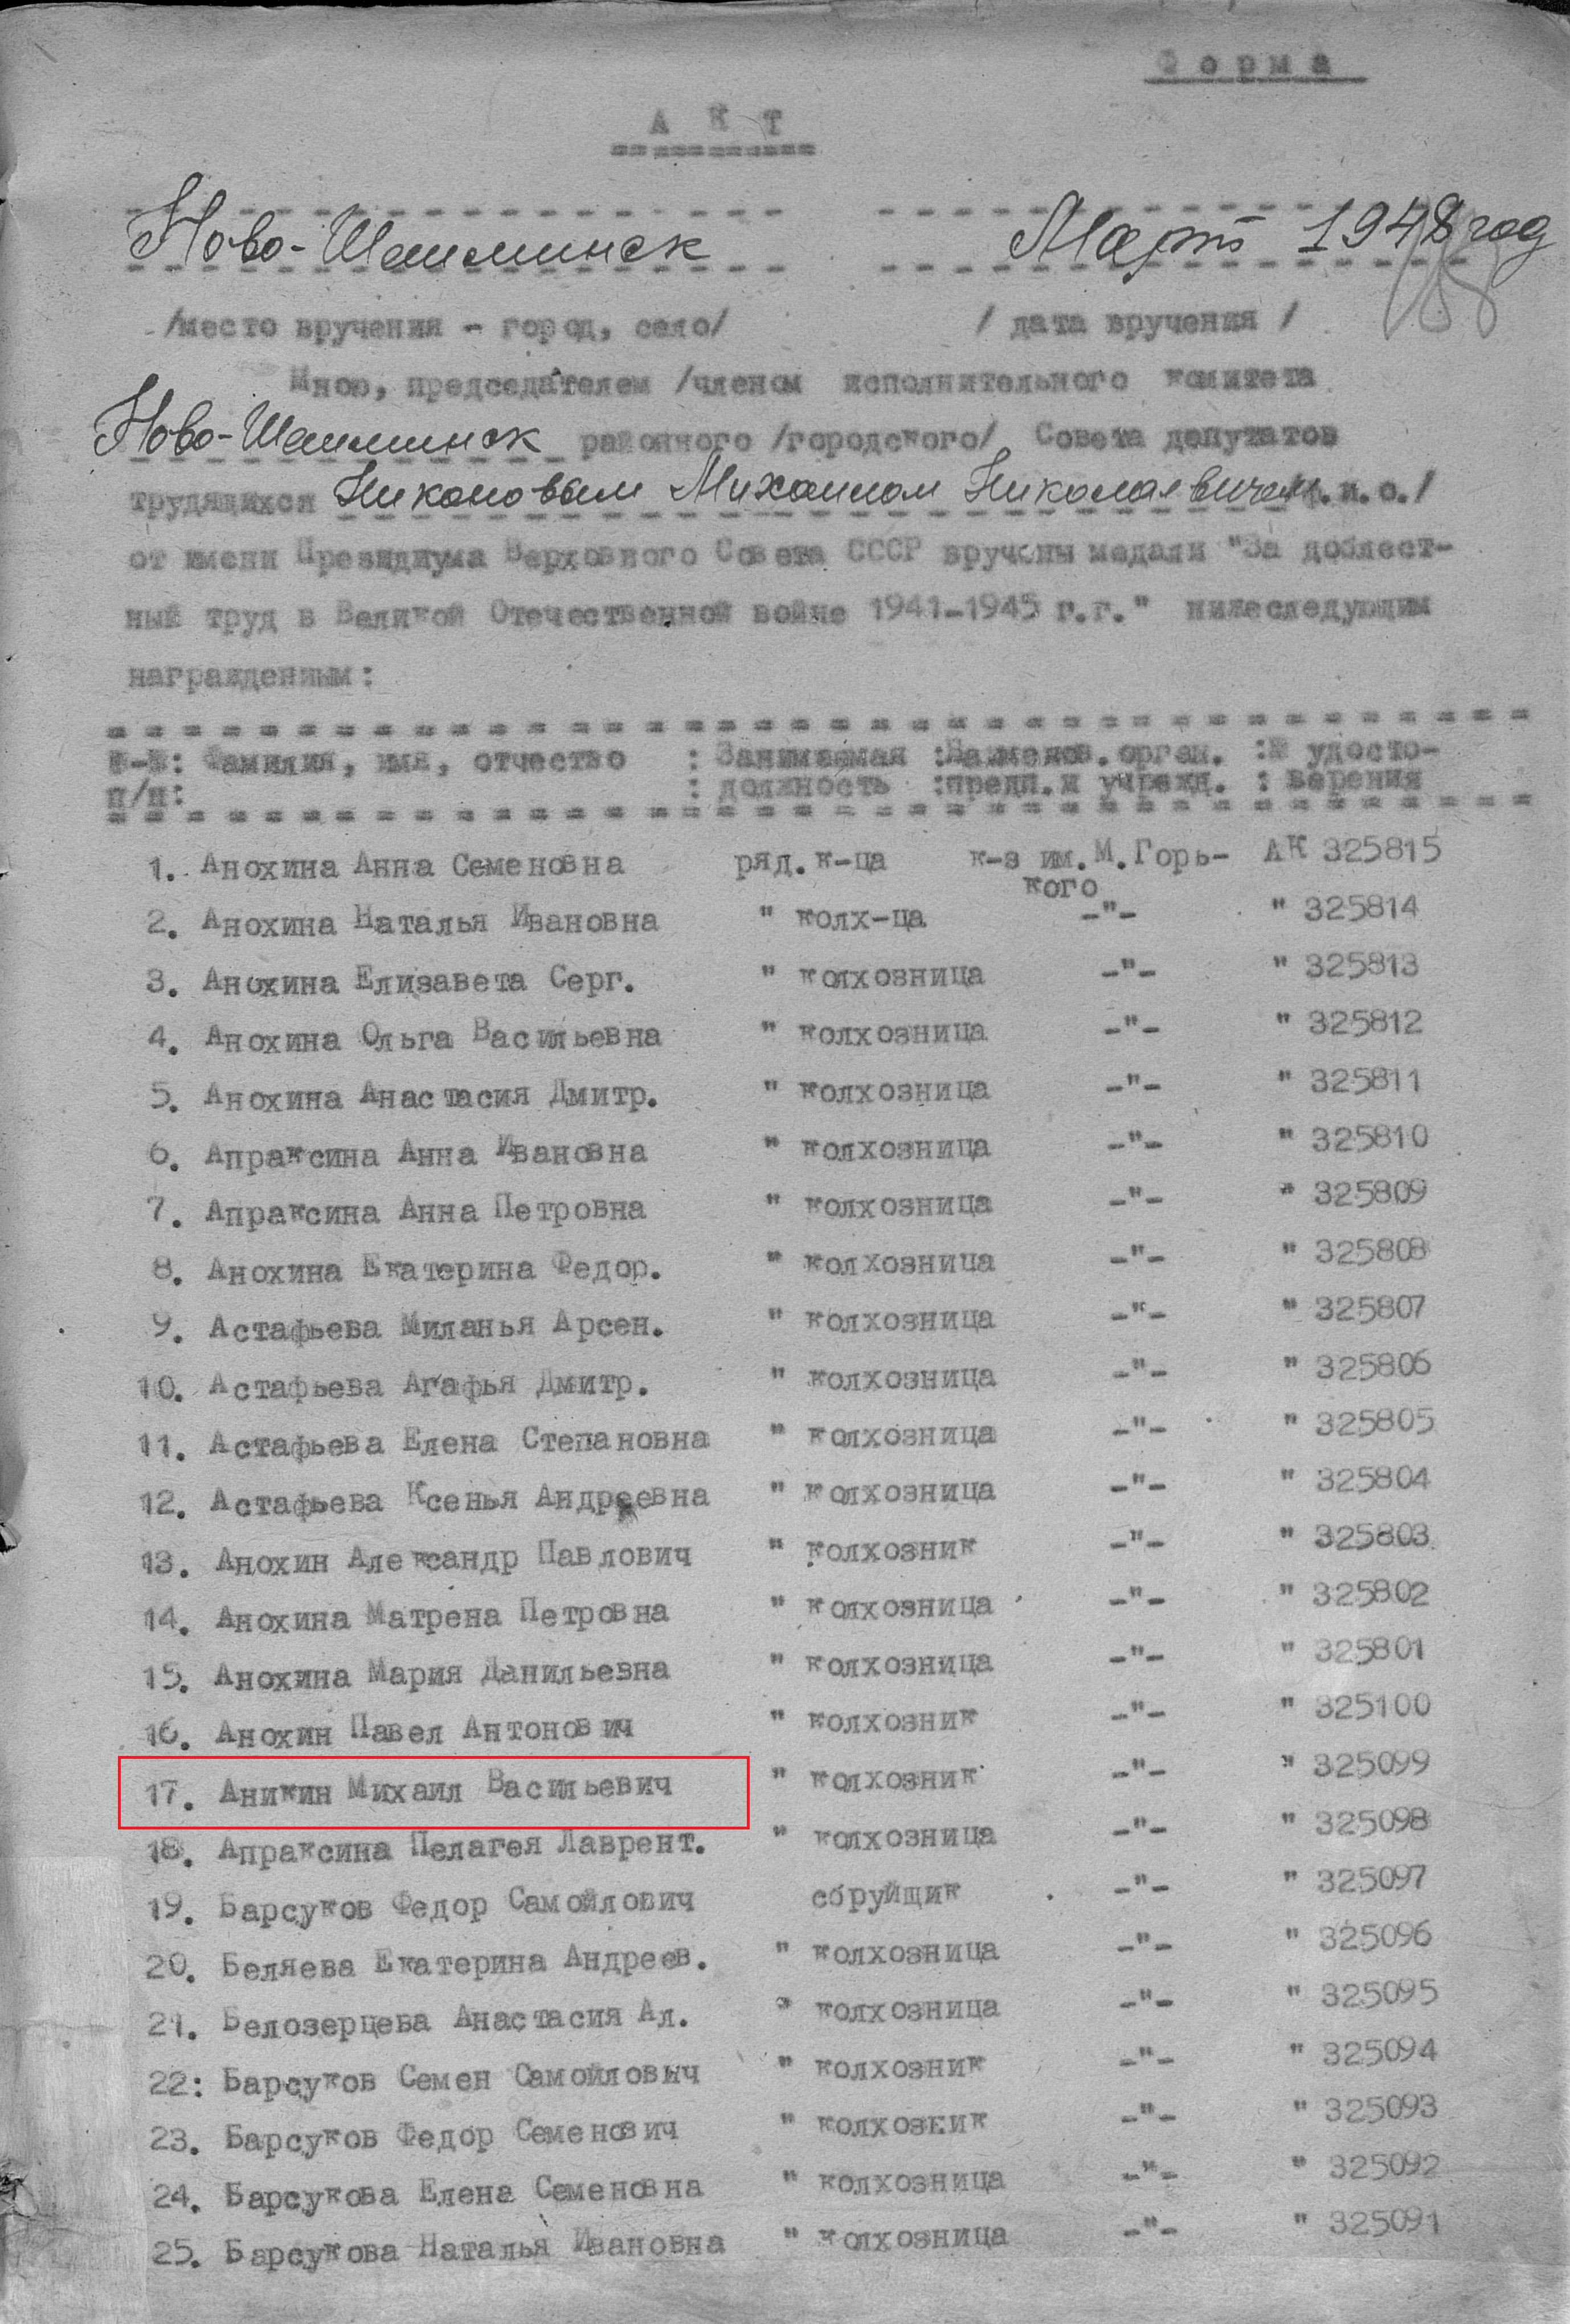 Форма
АКТ
Ново-Шешминск Март 1948 год
/место вручения - город, село/ / дата вручения /
Мною, председателем /членом исполнительного комитета
Ново-Шешминск районного /городского/ Совета депутатов
трудящихся Никоновым Михаилом Николаевичем и.о./
от имени Президиума Верховного Совета СССР вручены медали "За доблест-
ный труд в Великой Отечественной войне 1941-1945 г.г." нижеследующим
награжденным:
№-№: Фамилия, имя, отчество : Занимаемая :Наименов. орган. :№ удосто-
п/п: : должность :предп.и учрежд. : верения
1. Анохина Анна Семеновна ряд. к-ца к-з им.М.Горь- АК 325815
кого
2. Анохина Наталья Ивановна " колх-ца -"- " 325814
3. Анохина Елизавета Серг. " колхозница -"- " 325813
4. Анохина Ольга Васильевна " колхозница -"- " 325812
5. Анохина Анастасия Дмитр. " колхозница -"- " 325811
6. Апраксина Анна Ивановна " колхозница -"- " 325810
7. Апраксина Анна Петровна " колхозница -"- " 325809
8. Анохина Екатерина Федор. " колхозница -"- " 325808
9. Астафьева Миланья Арсен. " колхозница -"- " 325807
10. Астафьева Агафья Дмитр. " колхозница -"- " 325806
11. Астафьева Елена Степановна " колхозница -"- " 325805
12. Астафьева Ксенья Андреевна " колхозница -"- " 325804
13. Анохин Александр Павлович " колхозник -"- " 325803
14. Анохина Матрена Петровна " колхозница -"- " 325802
15. Анохина Мария Данильевна " колхозница -"- " 325801
16. Анохин Павел Антонович " колхозник -"- " 325100
17. Аникин Михаил Васильевич " колхозник -"- " 325099
18. Апраксина Пелагея Лаврент. " колхозница -"- " 325098
19. Барсуков Федор Самойлович сбруйщик -"- " 325097
20. Беляева Екатерина Андреев. " колхозница -"- " 325096
21. Белозерцева Анастасия Ал. " колхозница -"- " 325095
22: Барсуков Семен Самойловыч " колхозник -"- " 325094
23. Барсуков Федор Семенович " колхозник -"- " 325093
24. Барсукова Елена Семеновна " колхозница -"- " 325092
25. Барсукова Наталья Ивановна " колхозница -"- " 325091